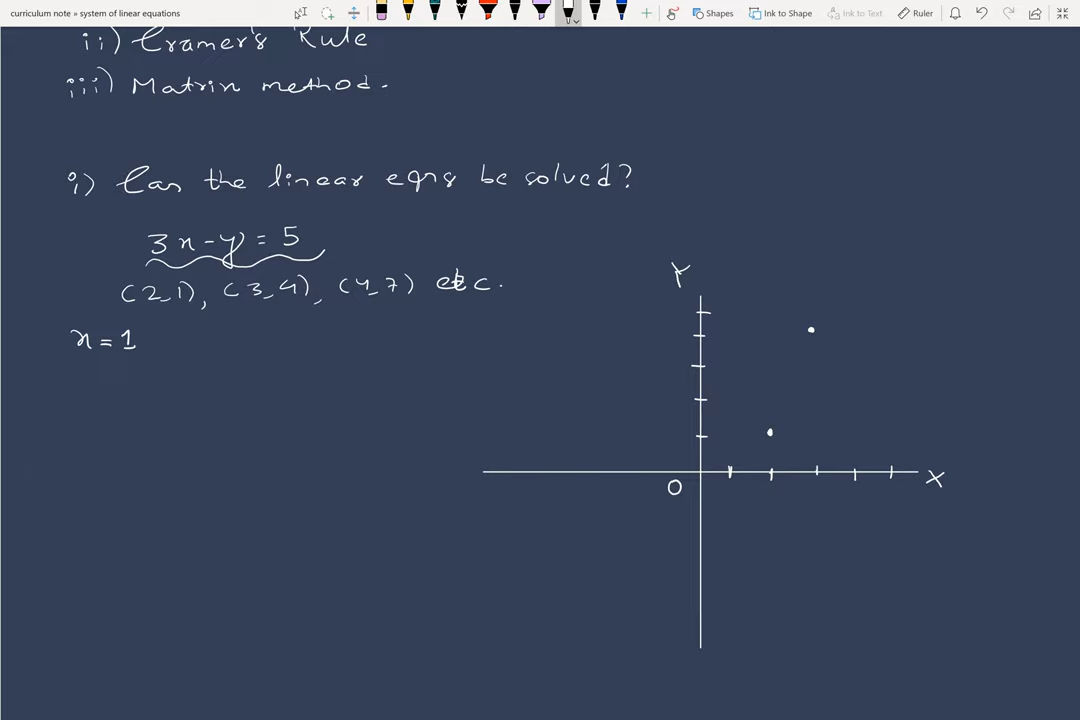 curriculum note » system of linear equations
Shapes Ink to Shape Ink to Text Ruler
ii) Cramer's Rule
iii) Matrix method.
i) Can the linear eqns be solved?
3x-y=5
(2,1), (3,4), (4,7) etc.
x=1
Y
O
X